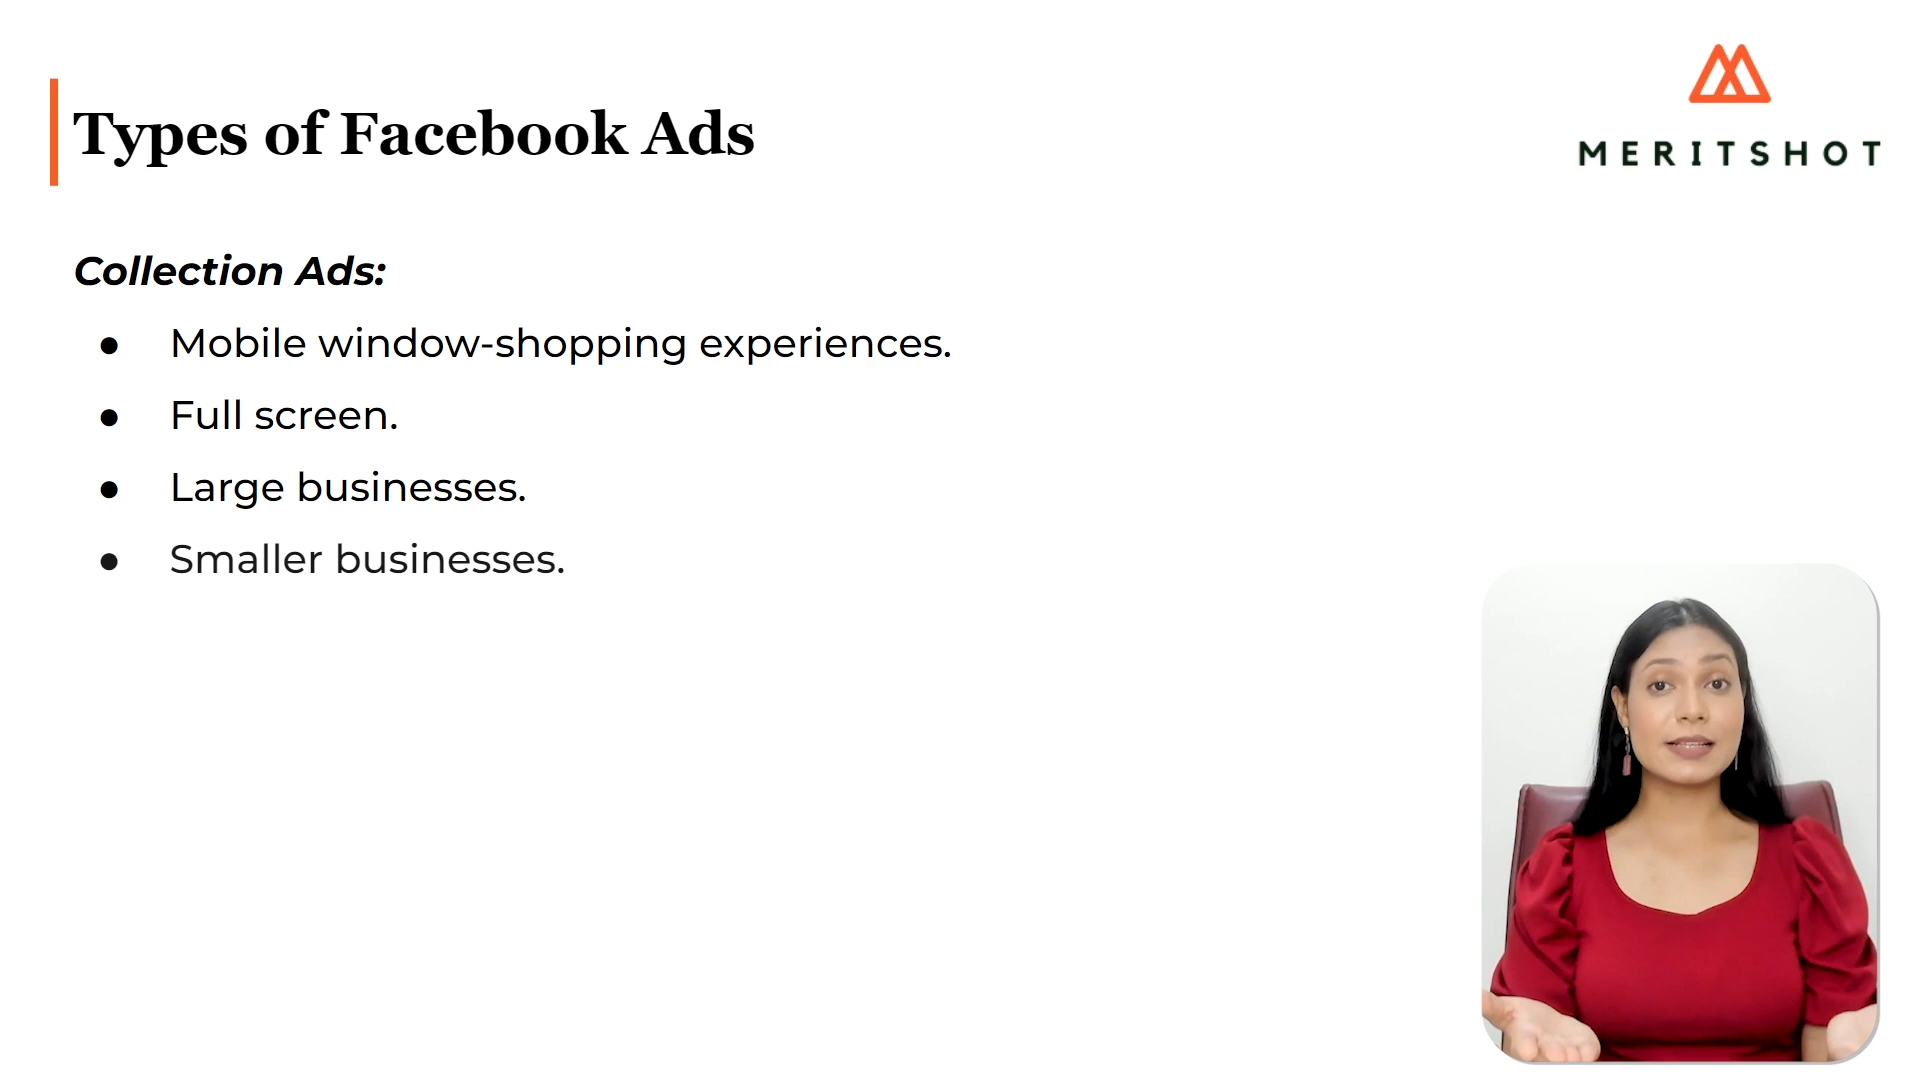 Types of Facebook Ads
MERITSHOT
Collection Ads:
● Mobile window-shopping experiences.
● Full screen.
● Large businesses.
● Smaller businesses.